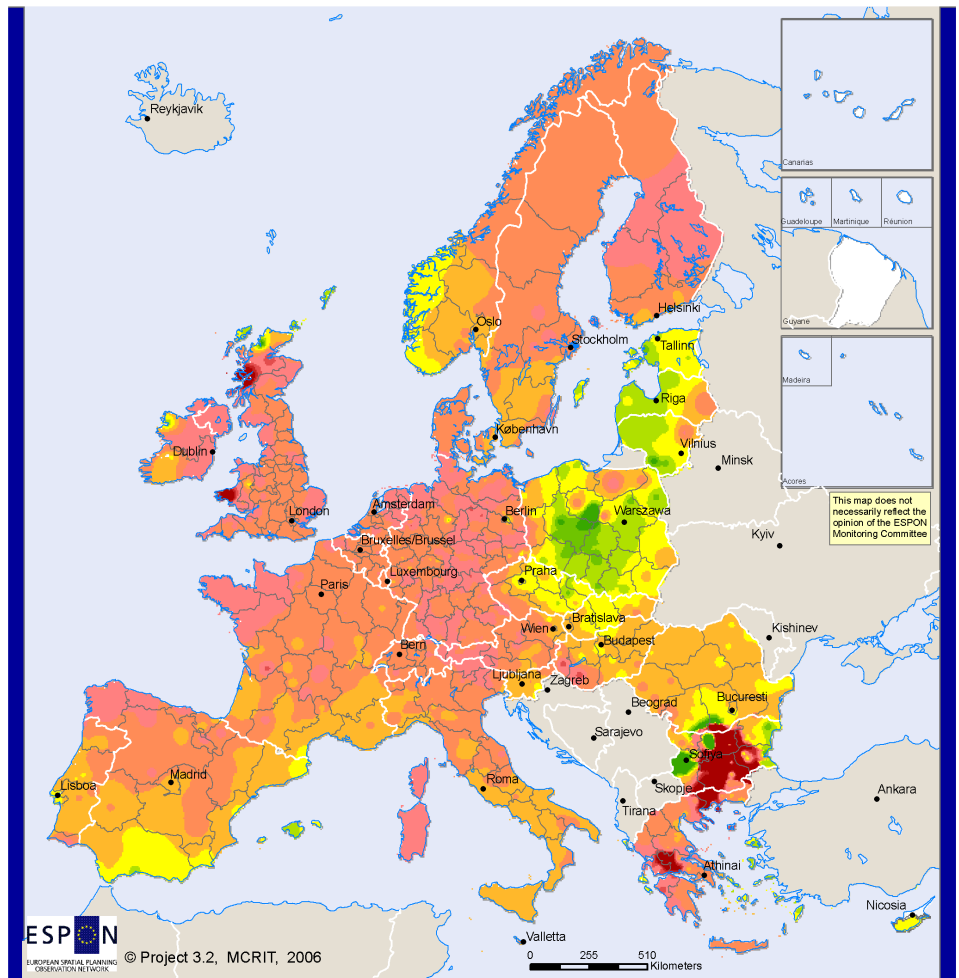 Reykjavik
Canarias
Guadeloupe
Martinique
Réunion
Guyane
Madeira
Acores
This map does not
necessarily reflect the
opinion of the ESPON
Monitoring Committee
Helsinki
Oslo
Stockholm
Tallinn
Riga
København
Vilnius
Minsk
Dublin
London
Amsterdam
Berlin
Warszawa
Bruxelles/Brussel
Kyiv
Luxembourg
Praha
Paris
Wien
Bratislava
Kishinev
Bern
Budapest
Ljubljana
Zagreb
Beograd
Bucuresti
Sarajevo
Sofiya
Madrid
Lisboa
Roma
Skopje
Tirana
Ankara
Athinai
Nicosia
Valletta
ESPON
EUROPEAN SPATIAL PLANNING
OBSERVATION NETWORK
© Project 3.2, MCRIT, 2006
0 255 510
Kilometers